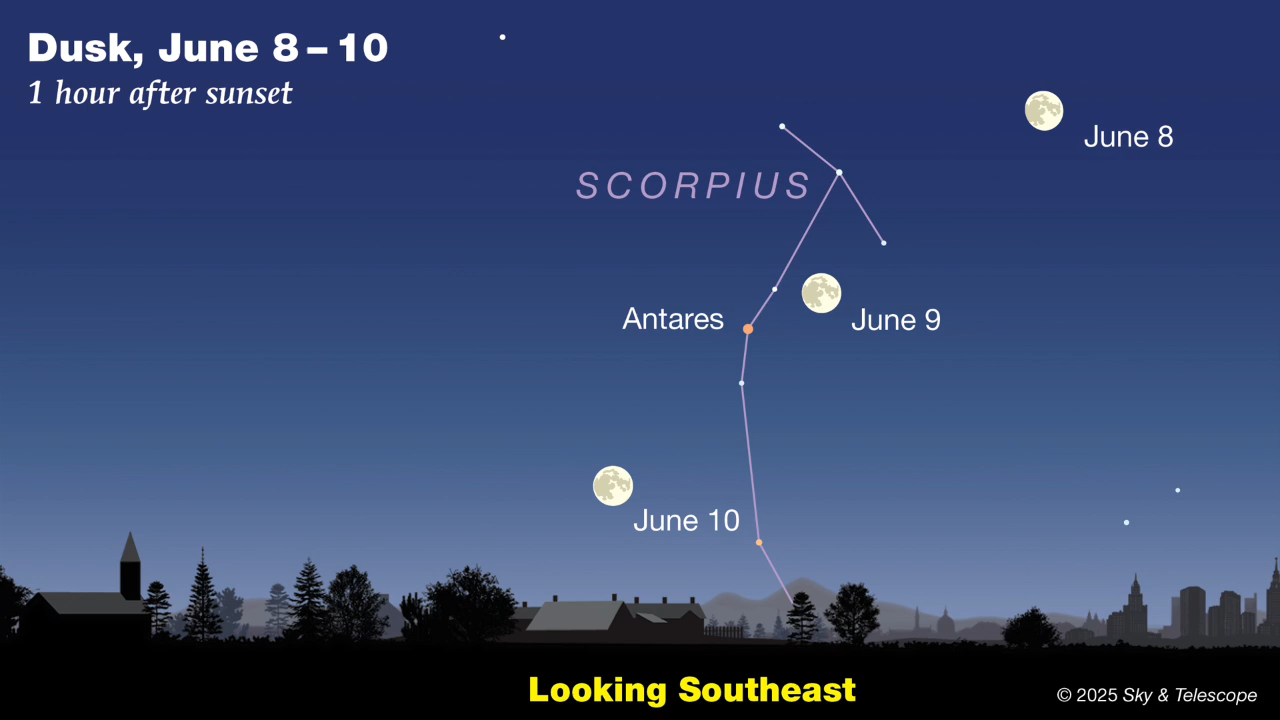 Dusk, June 8 – 10
1 hour after sunset
June 8
SCORPIUS
Antares
June 9
June 10
Looking Southeast
© 2025 Sky & Telescope